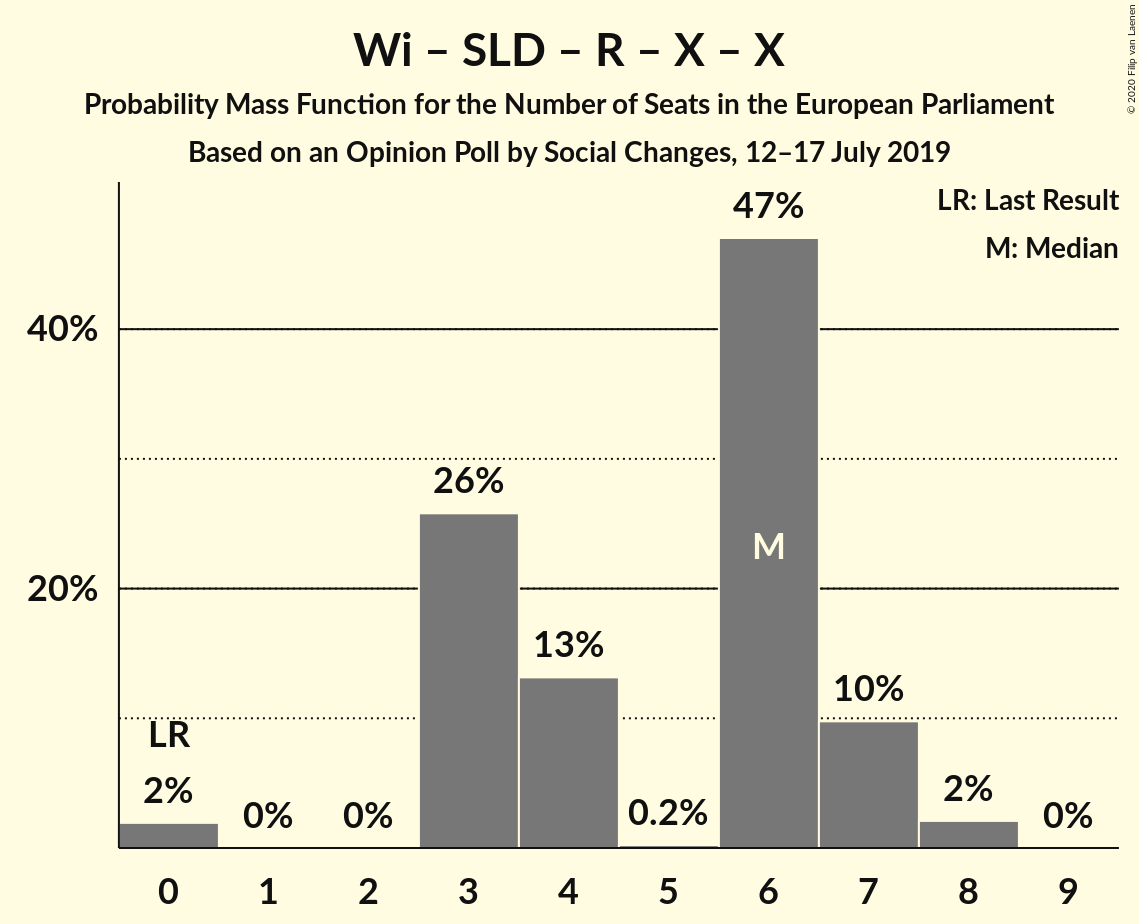 Wi – SLD – R – X – X
Probability Mass Function for the Number of Seats in the European Parliament
Based on an Opinion Poll by Social Changes, 12–17 July 2019
© 2020 Filip van Laenen
LR: Last Result
M: Median
47%
40%
26%
M
20%
13%
10%
LR
2%
0%
0%
0.2%
2%
0%
0 1 2 3 4 5 6 7 8 9